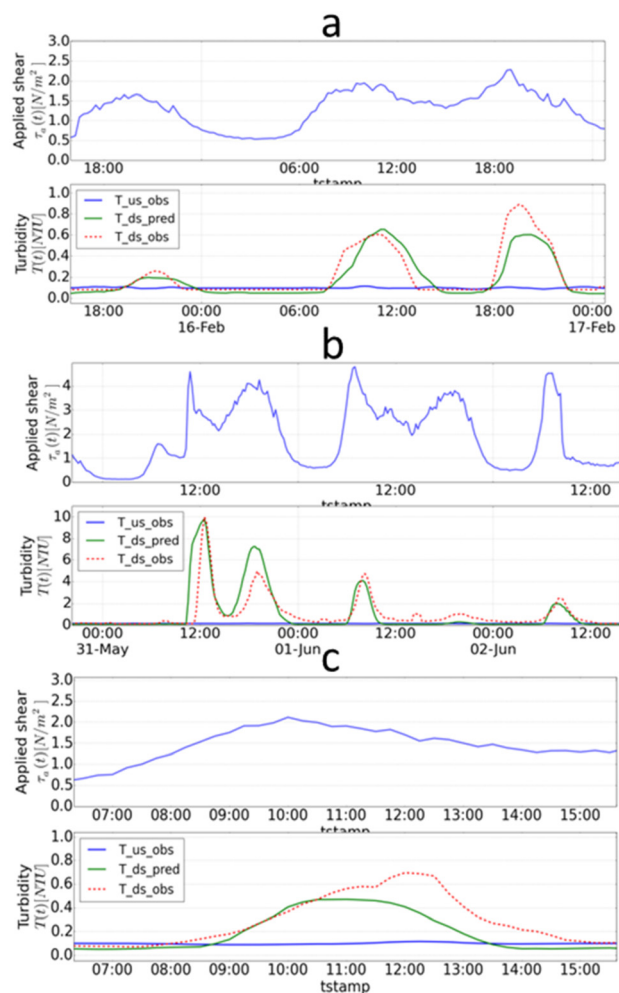 a
Applied shear
τ_a(t)[N/m²]
3.0
2.5
2.0
1.5
1.0
0.5
0.0
18:00 06:00 12:00 18:00
tstamp
Turbidity
T(t)[NTU]
1.0
0.8
0.6
0.4
0.2
0.0
T_us_obs
T_ds_pred
T_ds_obs
18:00 00:00 06:00 12:00 18:00 00:00
16-Feb 17-Feb
b
Applied shear
τ_a(t)[N/m²]
4
3
2
1
0
12:00 12:00 12:00
tstamp
Turbidity
T(t)[NTU]
10
8
6
4
2
0
T_us_obs
T_ds_pred
T_ds_obs
00:00 12:00 00:00 12:00 00:00 12:00
31-May 01-Jun 02-Jun
c
Applied shear
τ_a(t)[N/m²]
3.0
2.5
2.0
1.5
1.0
0.5
0.0
07:00 08:00 09:00 10:00 11:00 12:00 13:00 14:00 15:00
tstamp
Turbidity
T(t)[NTU]
1.0
0.8
0.6
0.4
0.2
0.0
T_us_obs
T_ds_pred
T_ds_obs
07:00 08:00 09:00 10:00 11:00 12:00 13:00 14:00 15:00
tstamp